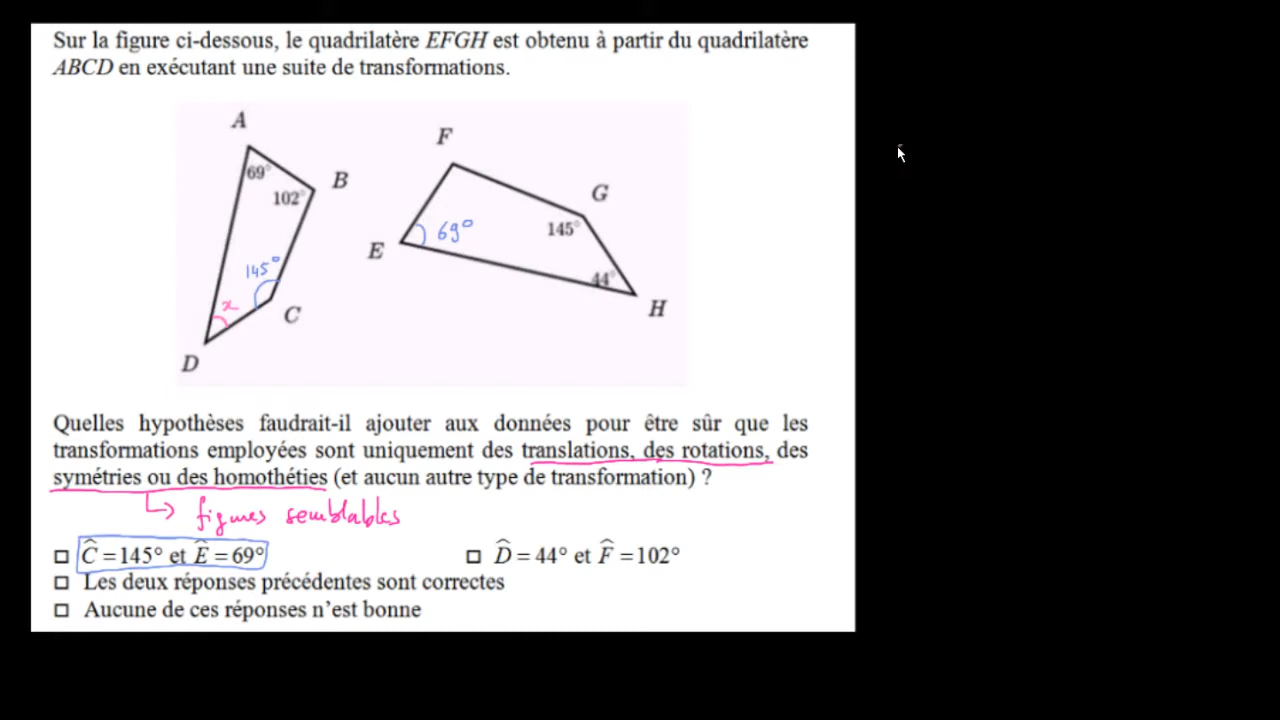 Sur la figure ci-dessous, le quadrilatère EFGH est obtenu à partir du quadrilatère
ABCD en exécutant une suite de transformations.
A
69°
102°
B
145°
x
C
D
F
G
69°
145°
E
44°
H
Quelles hypothèses faudrait-il ajouter aux données pour être sûr que les
transformations employées sont uniquement des translations, des rotations, des
symétries ou des homothéties (et aucun autre type de transformation) ?
figures semblables
□ Ĉ = 145° et Ê = 69°
□ D̂ = 44° et F̂ = 102°
□ Les deux réponses précédentes sont correctes
□ Aucune de ces réponses n’est bonne